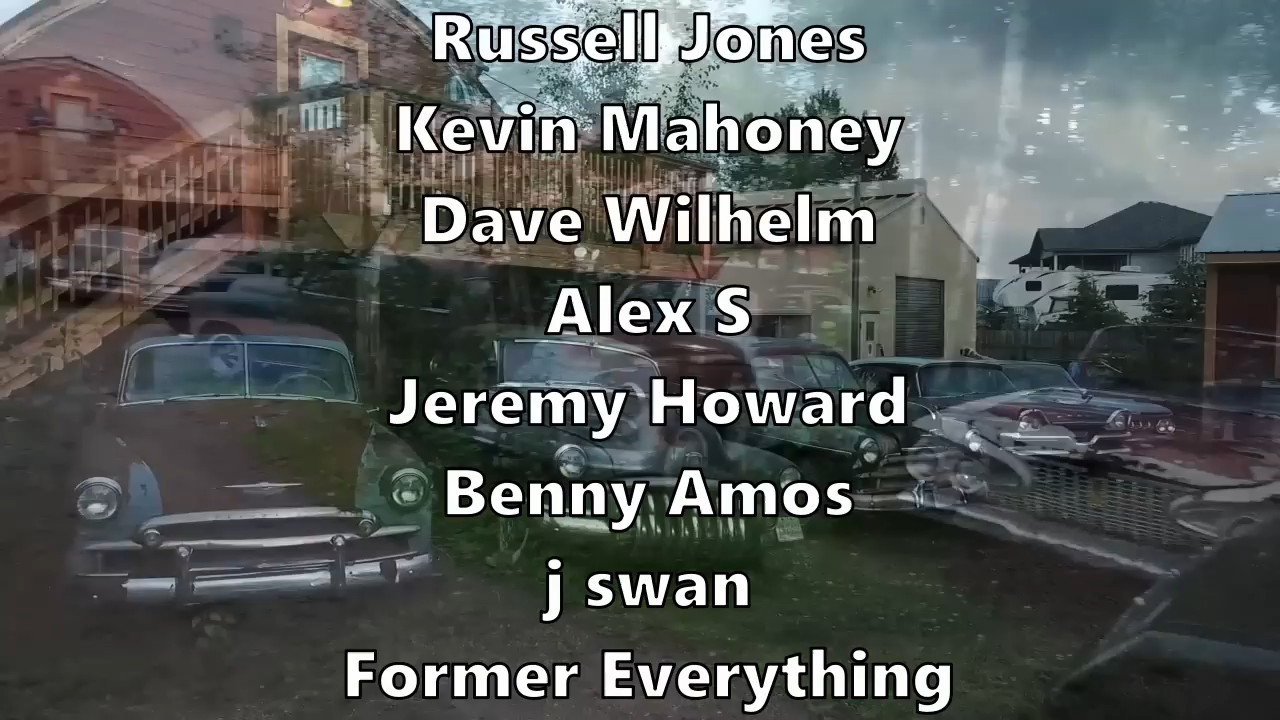 Russell Jones
Kevin Mahoney
Dave Wilhelm
Alex S
Jeremy Howard
Benny Amos
j swan
Former Everything